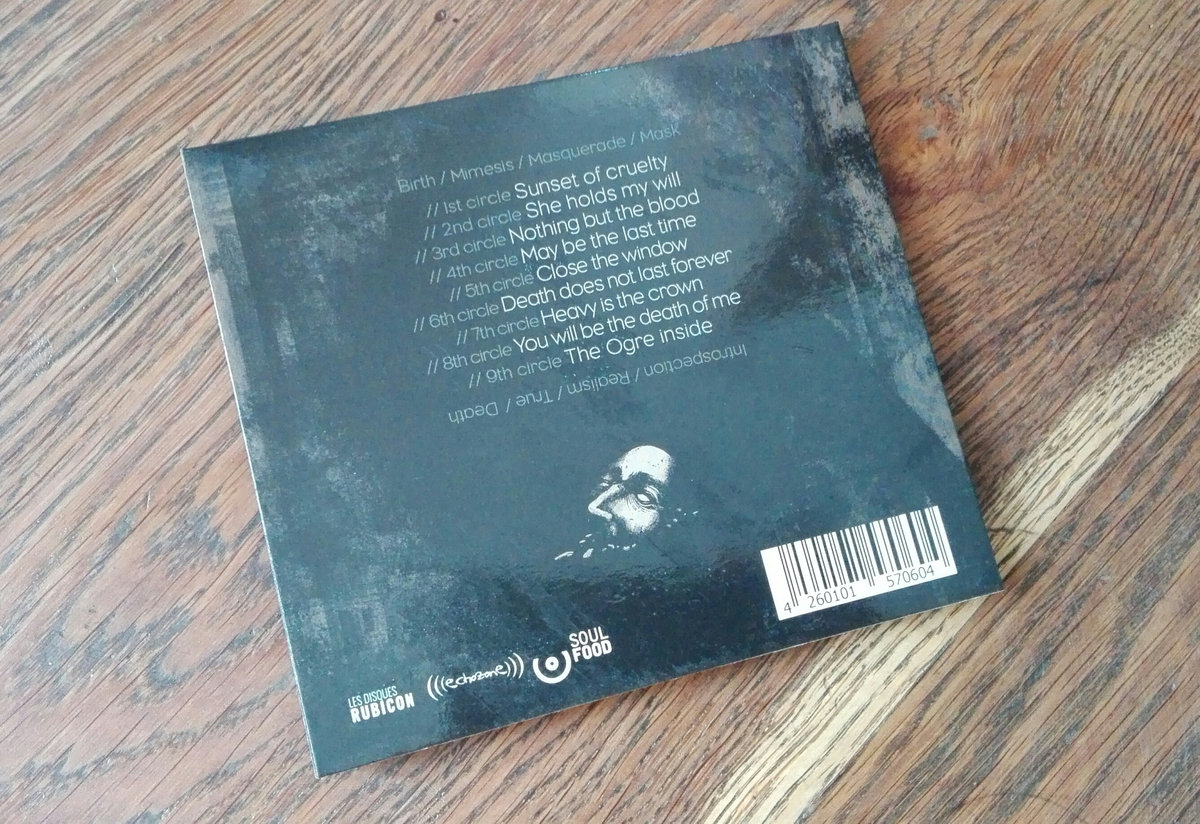 Birth / Mimesis / Masquerade / Mask
// 1st circle Sunset of cruelty
// 2nd circle She holds my will
// 3rd circle Nothing but the blood
// 4th circle May be the last time
// 5th circle Close the window
// 6th circle Death does not last forever
// 7th circle Heavy is the crown
// 8th circle You will be the death of me
// 9th circle The Ogre inside
Introspection / Realism / True / Death
LES DISQUES
RUBICON
(((echozone)))
SOUL
FOOD
4 260101 570604